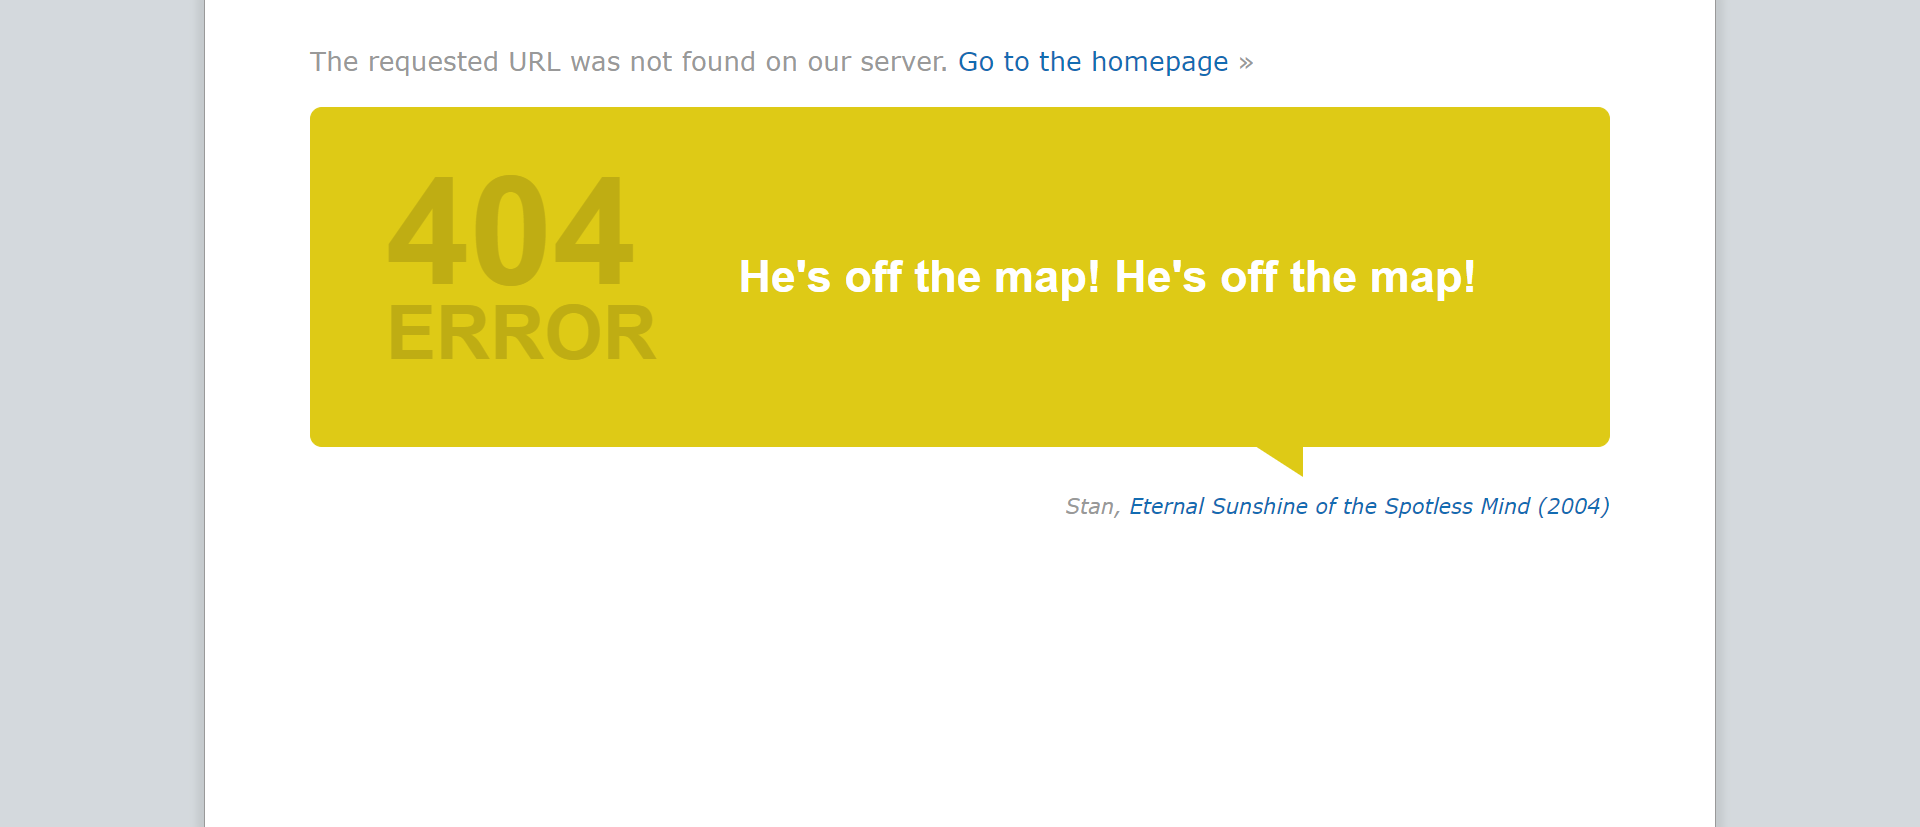 The requested URL was not found on our server. Go to the homepage »
404
ERROR
He's off the map! He's off the map!
Stan, Eternal Sunshine of the Spotless Mind (2004)